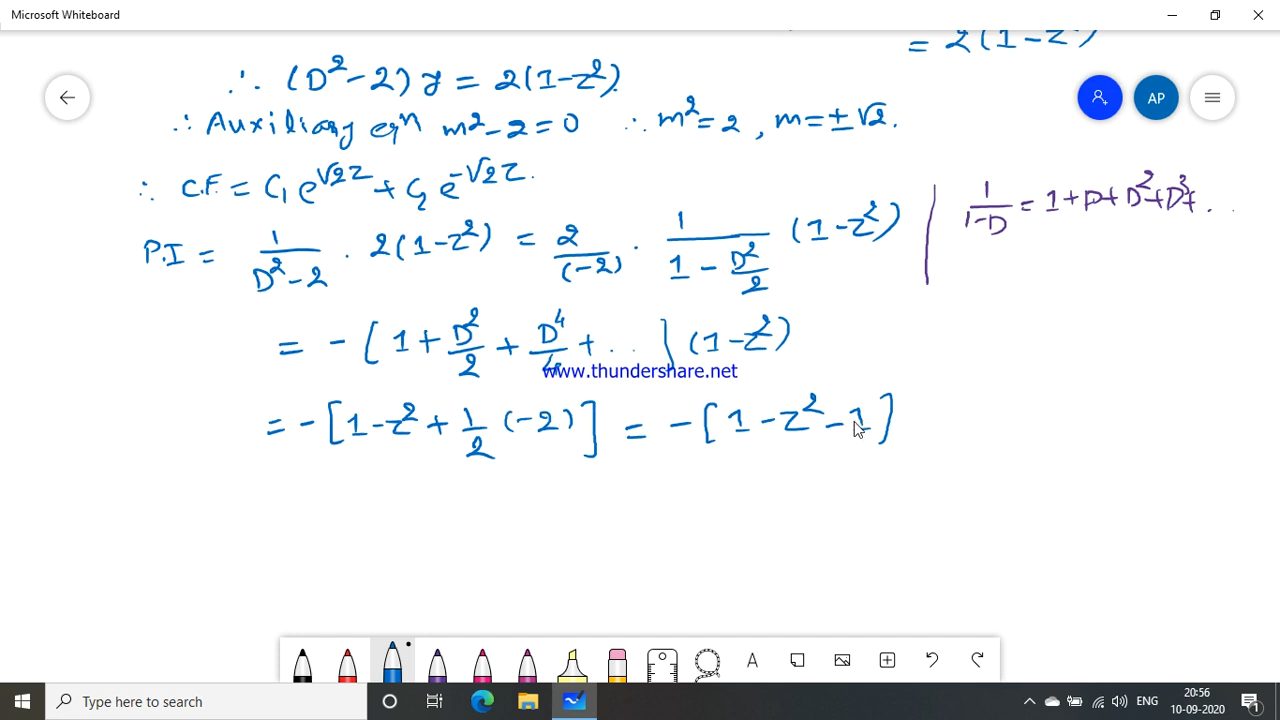 Microsoft Whiteboard
= 2(1-z²)
∴ (D²-2)y = 2(1-z²).
AP
∴ Auxiliary eqn m²-2=0 ∴ m²=2, m=±√2.
∴ C.F. = C₁e^√2z + C₂e^-√2z.
1/(1-D) = 1+D+D²+D³+...
P.I = 1/(D²-2) · 2(1-z²) = 2/(-2) · 1/(1 - D²/2) (1-z²)
= -[1 + D²/2 + D⁴/4 + ...] (1-z²)
www.thundershare.net
= -[1-z² + 1/2 (-2)] = -[1-z²-1]
A
Type here to search
ENG
20:56
10-09-2020
1